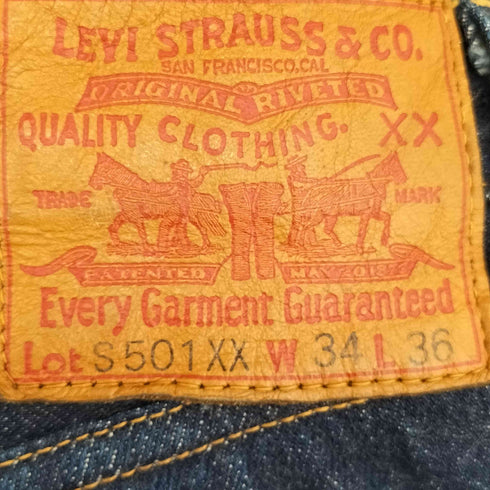 LEVI STRAUSS & CO.
SAN FRANCISCO, CAL
ORIGINAL RIVETED
QUALITY CLOTHING. XX
TRADE MARK
PATENTED MAY 20 1873
Every Garment Guaranteed
Lot S501XX W 34 L 36